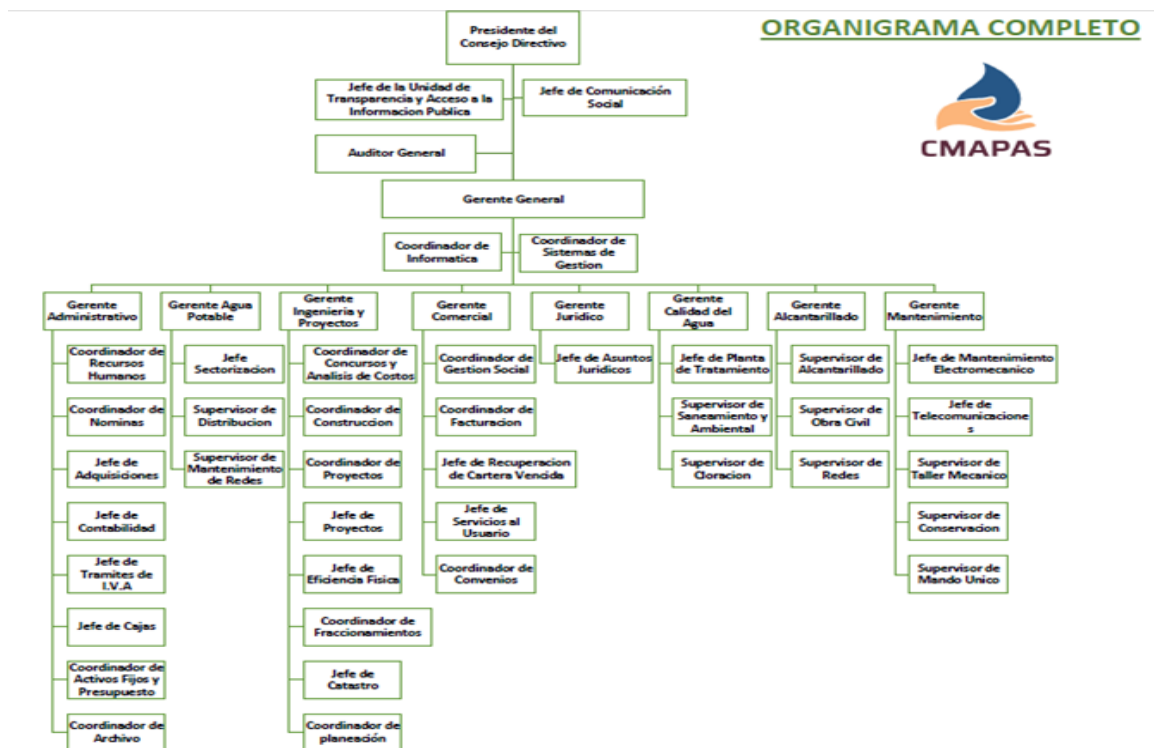 ORGANIGRAMA COMPLETO
CMAPAS
Presidente del
Consejo Directivo
Jefe de la Unidad de
Transparencia y Acceso a la
Informacion Publica
Jefe de Comunicación
Social
Auditor General
Gerente General
Coordinador de
Informatica
Coordinador de
Sistemas de
Gestion
Gerente
Administrativo
Gerente Agua
Potable
Gerente
Ingenieria y
Proyectos
Gerente
Comercial
Gerente
Juridico
Gerente
Calidad del
Agua
Gerente
Alcantarillado
Gerente
Mantenimiento
Coordinador de
Recursos
Humanos
Coordinador de
Nominas
Jefe de
Adquisiciones
Jefe de
Contabilidad
Jefe de
Tramites de
I.V.A
Jefe de Cajas
Coordinador de
Activos Fijos y
Presupuesto
Coordinador de
Archivo
Jefe
Sectorizacion
Supervisor de
Distribucion
Supervisor de
Mantenimiento
de Redes
Coordinador de
Concursos y
Analisis de Costos
Coordinador de
Construccion
Coordinador de
Proyectos
Jefe de
Proyectos
Jefe de
Eficiencia Fisica
Coordinador de
Fraccionamientos
Jefe de
Catastro
Coordinador de
planeación
Coordinador de
Gestion Social
Coordinador de
Facturacion
Jefe de Recuperacion
de Cartera Vencida
Jefe de
Servicios al
Usuario
Coordinador de
Convenios
Jefe de Asuntos
Juridicos
Jefe de Planta
de Tratamiento
Supervisor de
Saneamiento y
Ambiental
Supervisor de
Cloracion
Supervisor de
Alcantarillado
Supervisor de
Obra Civil
Supervisor de
Redes
Jefe de Mantenimiento
Electromecanico
Jefe de
Telecomunicacione
s
Supervisor de
Taller Mecanico
Supervisor de
Conservacion
Supervisor de
Mando Unico